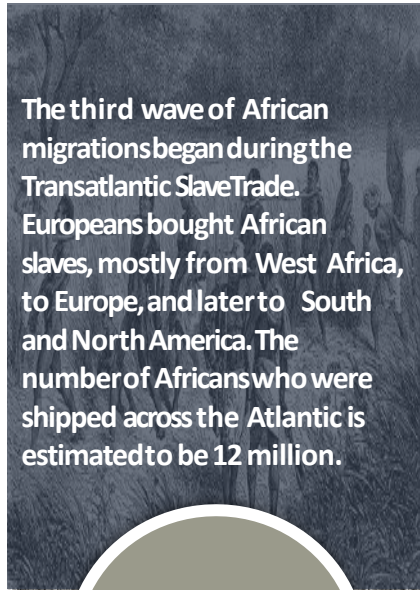 The third wave of African
migrations began during the
Transatlantic Slave Trade.
Europeans bought African
slaves, mostly from West Africa,
to Europe, and later to South
and North America. The
number of Africans who were
shipped across the Atlantic is
estimated to be 12 million.